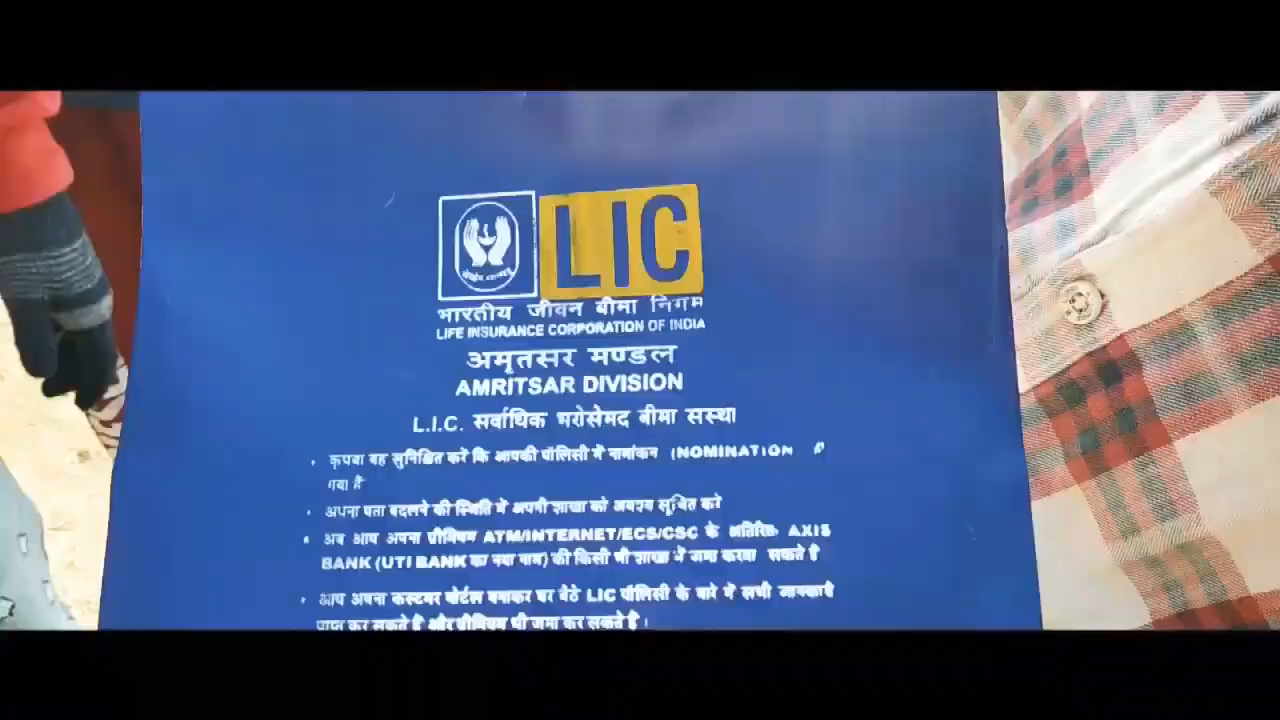 LIC
भारतीय जीवन बीमा निगम
LIFE INSURANCE CORPORATION OF INDIA
अमृतसर मण्डल
AMRITSAR DIVISION
L.I.C. सर्वाधिक भरोसेमद बीमा संस्था
कृपया यह सुनिश्चित करें कि आपकी पॉलिसी में नामांकन (NOMINATION
गया है
अपना पता बदलने की स्थिति में अपनी शाखा को अवश्य सूचित करें
अब आप अपना प्रीमियम ATM/INTERNET/ECS/CSC के अतिरिक्त AXIS
BANK (UTI BANK का नया नाम) की किसी भी शाखा में जमा करवा सकते है
आप अपना कस्टमर पोर्टल बनाकर घर बैठे LIC पॉलिसी के बारे में सभी जानकारी
प्राप्त कर सकते है और प्रीमियम भी जमा कर सकते है।